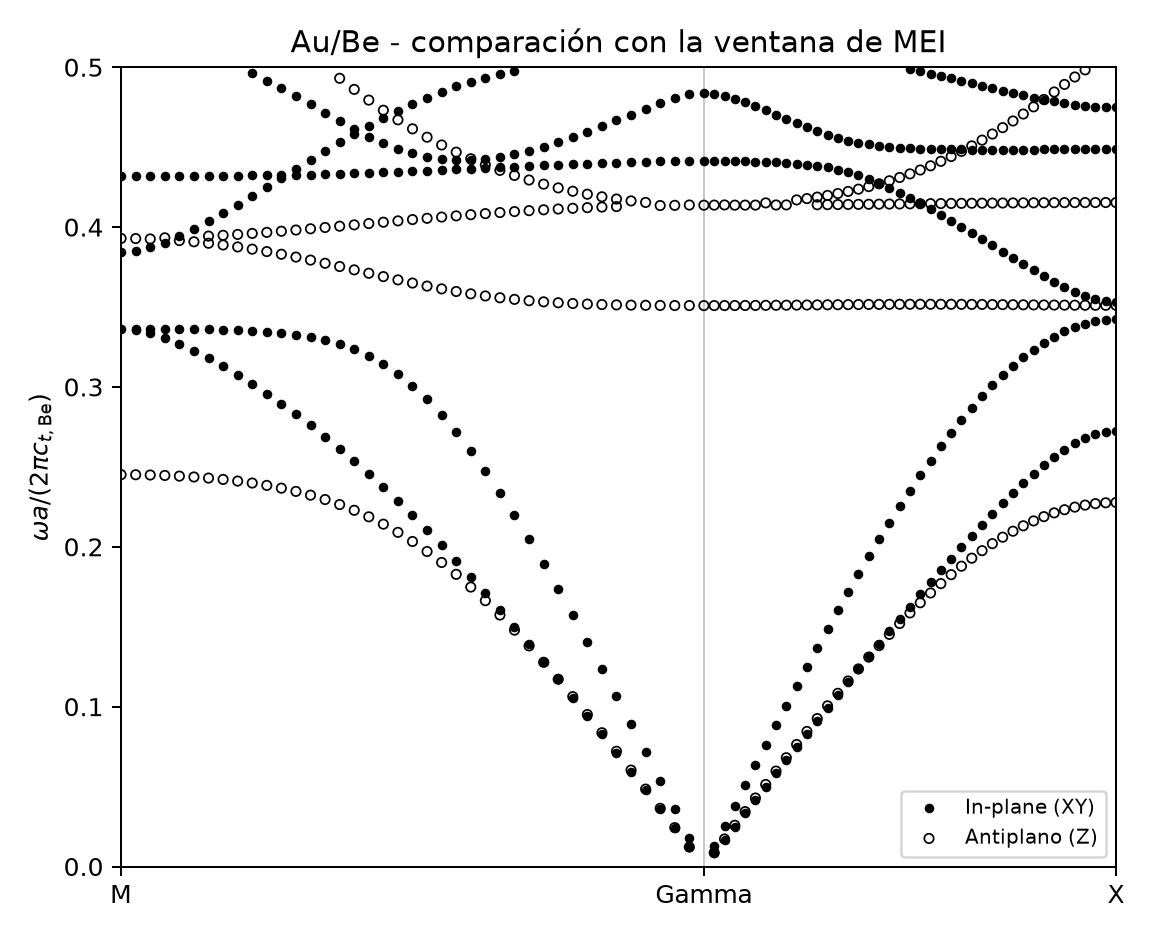 Au/Be - comparación con la ventana de MEI
0.5
0.4
0.3
0.2
0.1
0.0
ωa/(2πc_{t,Be})
M
Gamma
X
In-plane (XY)
Antiplano (Z)